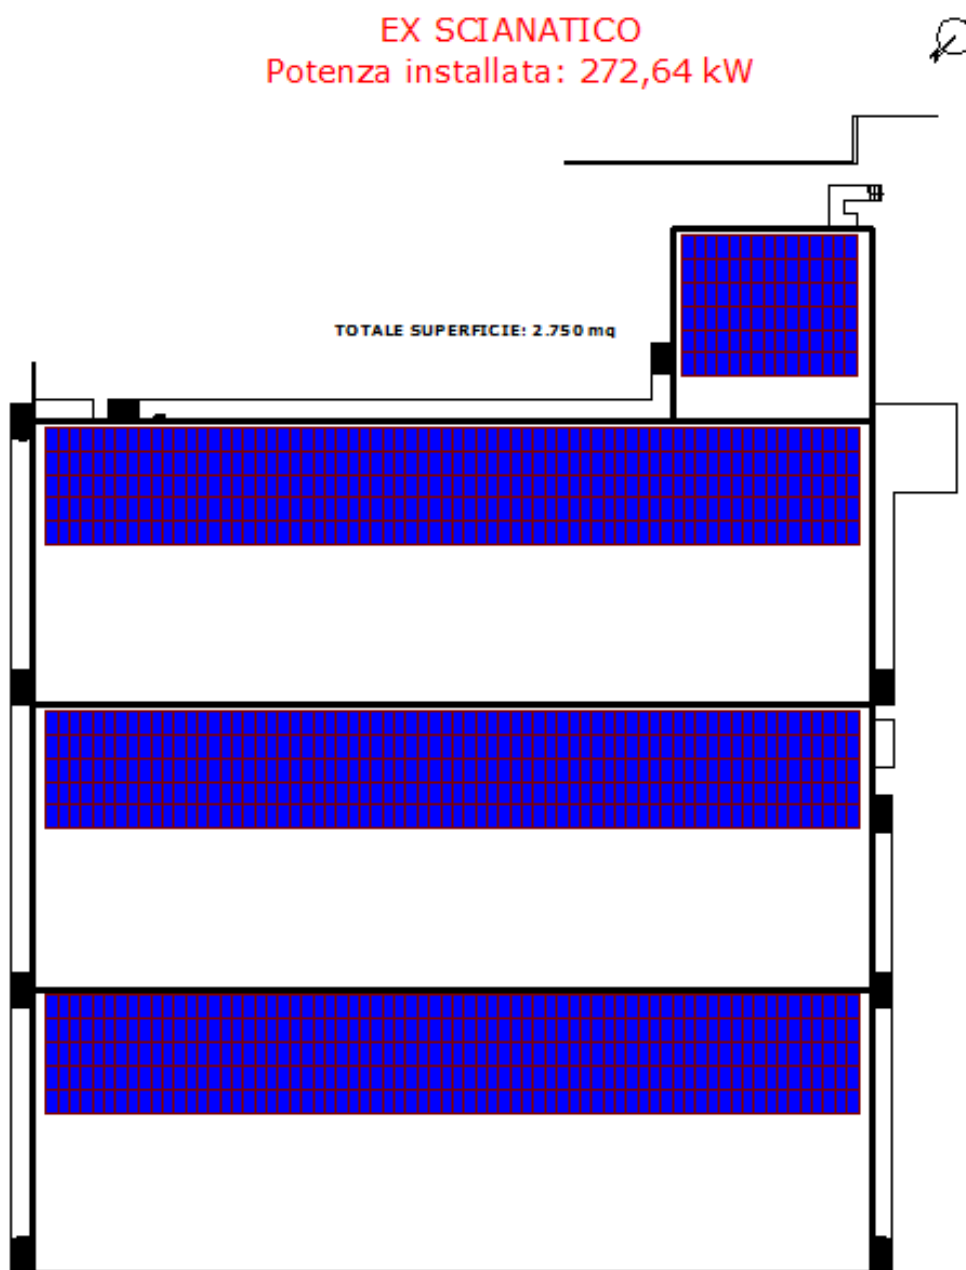 EX SCIANATICO
Potenza installata: 272,64 kW
TOTALE SUPERFICIE: 2.750 mq